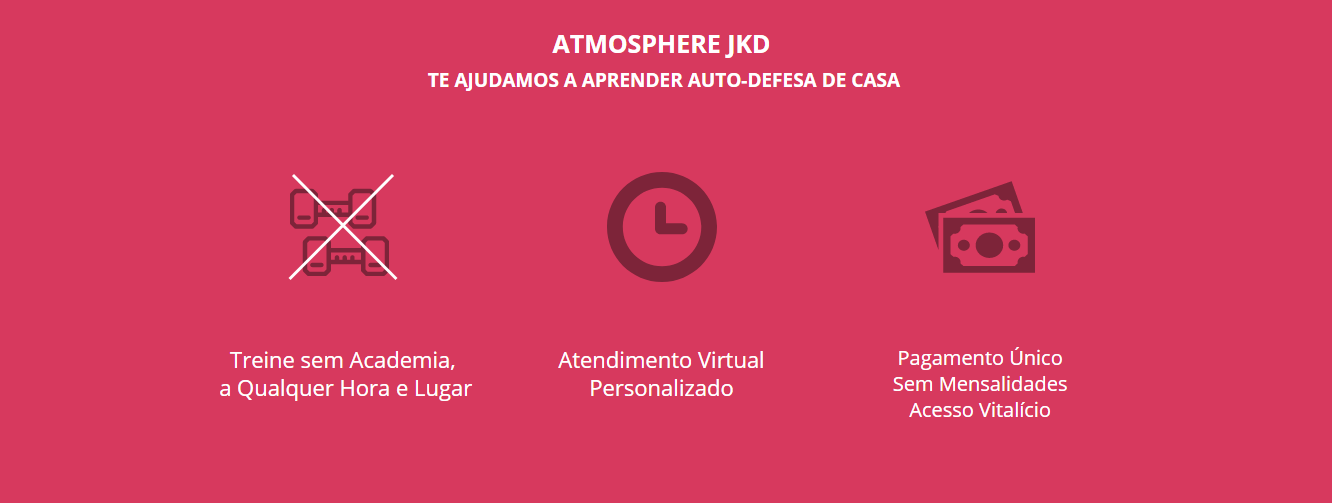 ATMOSPHERE JKD
TE AJUDAMOS A APRENDER AUTO-DEFESA DE CASA
Treine sem Academia,
a Qualquer Hora e Lugar
Atendimento Virtual
Personalizado
Pagamento Único
Sem Mensalidades
Acesso Vitalício